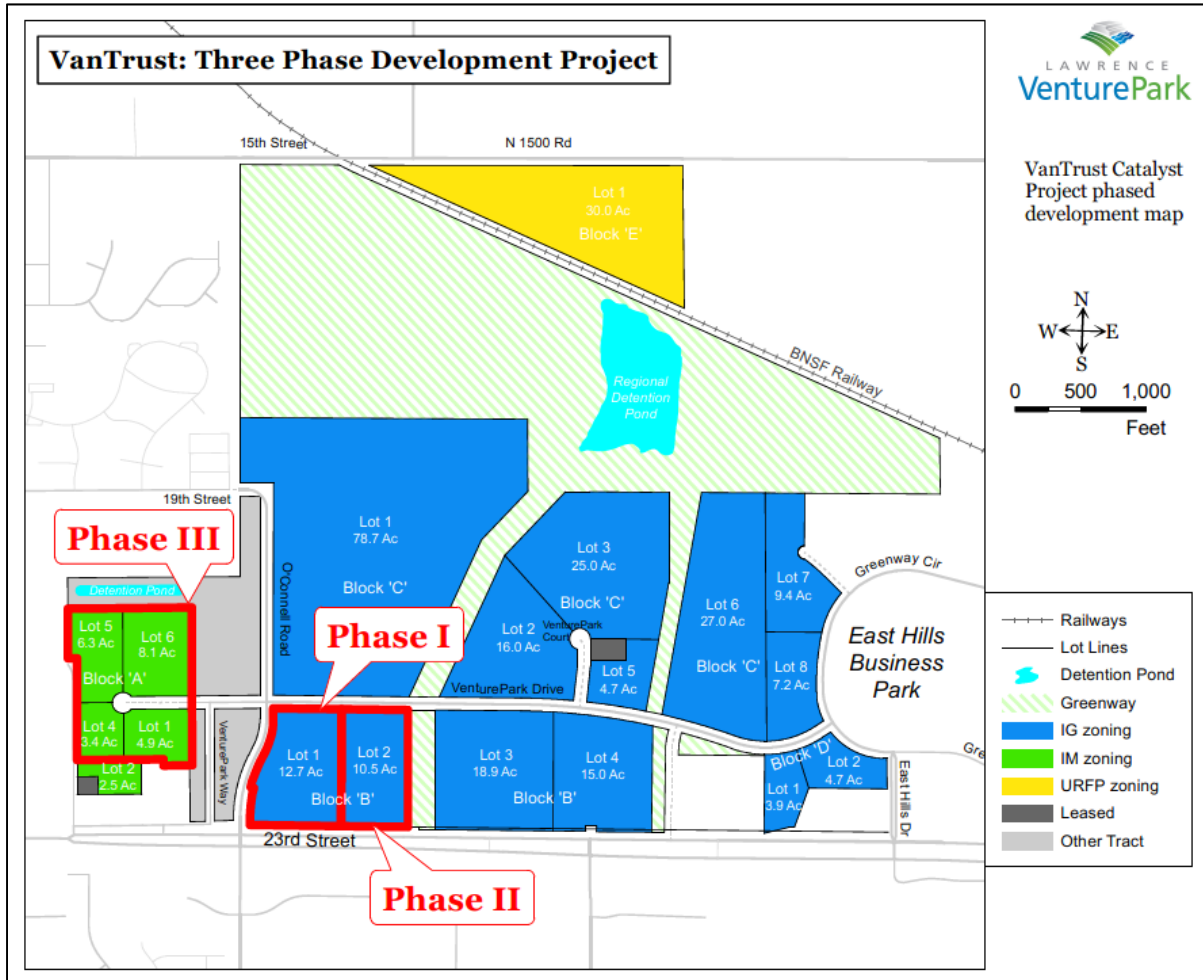 VanTrust: Three Phase Development Project
LAWRENCE
VenturePark
VanTrust Catalyst
Project phased
development map
N
W E
S
0 500 1,000
Feet
15th Street
N 1500 Rd
Lot 1
30.0 Ac
Block 'E'
BNSF Railway
Regional
Detention
Pond
19th Street
Phase III
Detention Pond
Lot 5
6.3 Ac
Lot 6
8.1 Ac
Block 'A'
Lot 4
3.4 Ac
Lot 1
4.9 Ac
Lot 2
2.5 Ac
VenturePark Way
O'Connell Road
Lot 1
78.7 Ac
Block 'C'
Phase I
VenturePark Drive
Lot 3
25.0 Ac
Block 'C'
Lot 2
16.0 Ac
VenturePark
Court
Lot 5
4.7 Ac
Lot 6
27.0 Ac
Block 'C'
Lot 7
9.4 Ac
Lot 8
7.2 Ac
Greenway Cir
East Hills
Business
Park
Lot 1
12.7 Ac
Lot 2
10.5 Ac
Block 'B'
Lot 3
18.9 Ac
Lot 4
15.0 Ac
Block 'B'
Block 'D'
Lot 2
4.7 Ac
Lot 1
3.9 Ac
East Hills Dr
Gre
23rd Street
Phase II
Railways
Lot Lines
Detention Pond
Greenway
IG zoning
IM zoning
URFP zoning
Leased
Other Tract